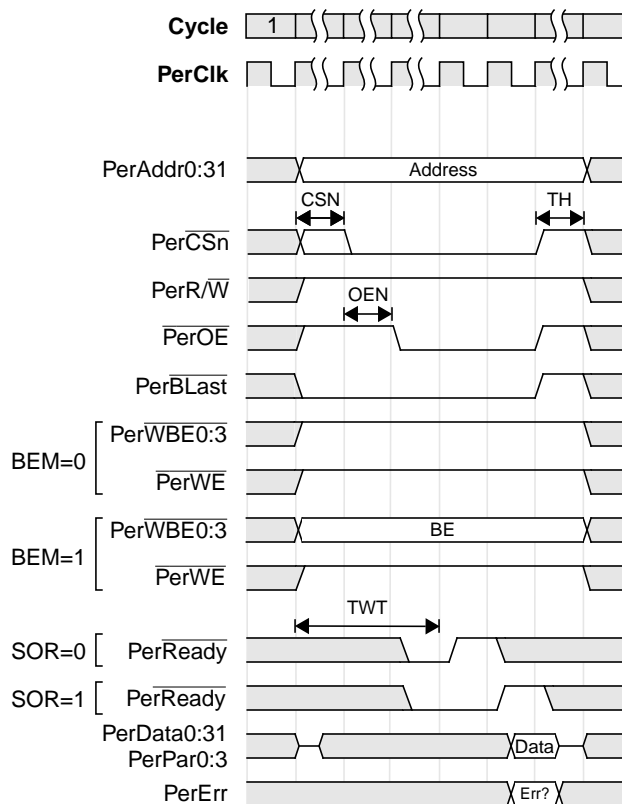 Cycle 1
PerClk
PerAddr0:31 Address
CSN TH
PerCSn
PerR/W
OEN
PerOE
PerBLast
BEM=0 PerWBE0:3
PerWE
BEM=1 PerWBE0:3 BE
PerWE
TWT
SOR=0 PerReady
SOR=1 PerReady
PerData0:31 Data
PerPar0:3
PerErr Err?